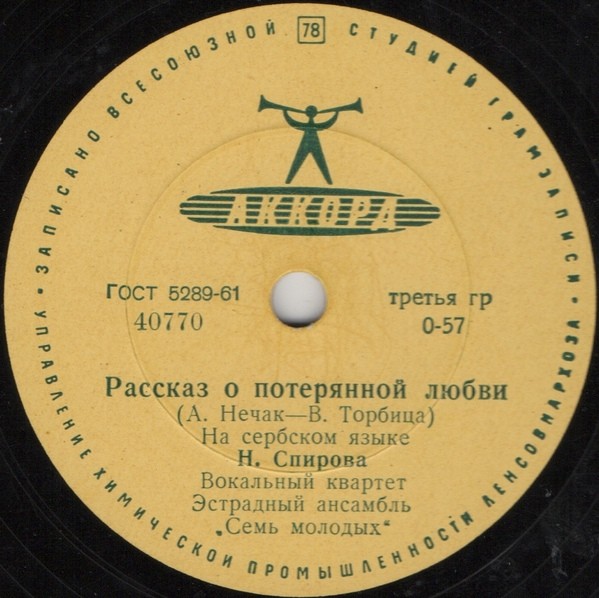 ЗАПИСАНО ВСЕСОЮЗНОЙ 78 СТУДИЕЙ ГРАМЗАПИСИ
АККОРД
ГОСТ 5289-61
третья гр
40770
0-57
Рассказ о потерянной любви
(А. Нечак—В. Торбица)
На сербском языке
Н. Спирова
Вокальный квартет
Эстрадный ансамбль
„Семь молодых“
УПРАВЛЕНИЕ ХИМИЧЕСКОЙ ПРОМЫШЛЕННОСТИ ЛЕНСОВНАРХОЗА